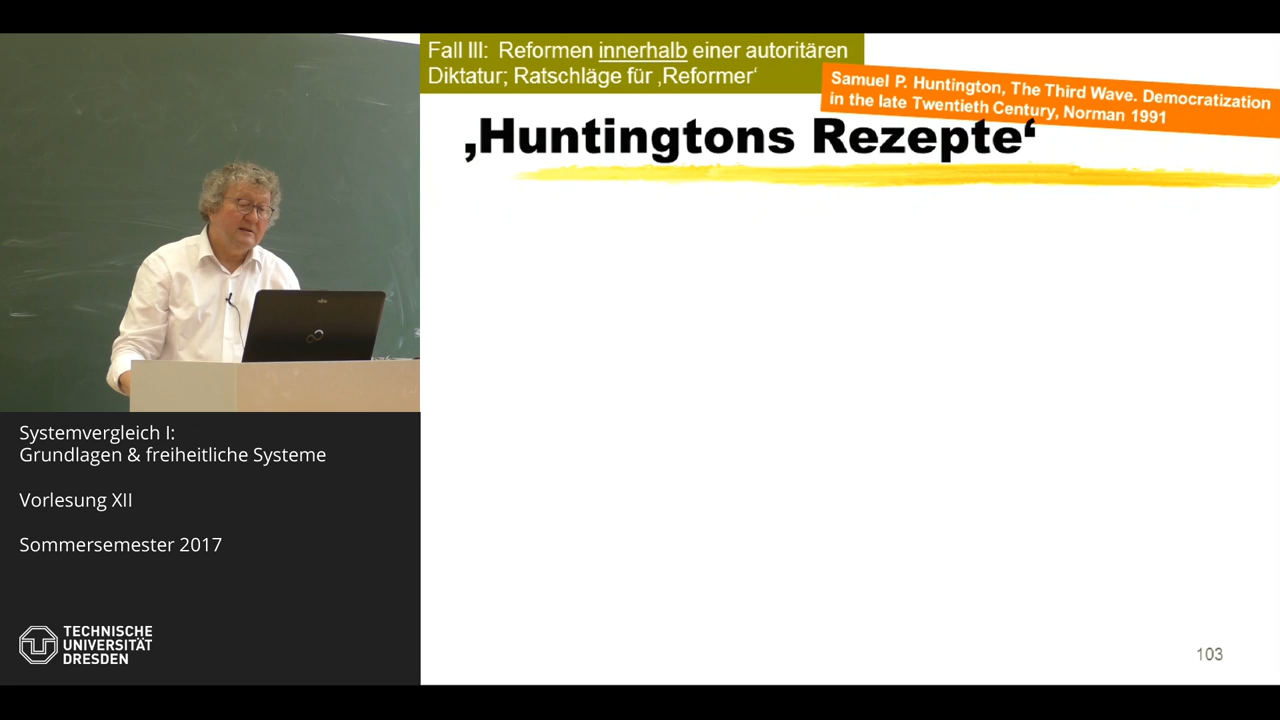 Fall III: Reformen innerhalb einer autoritären
Diktatur; Ratschläge für ‚Reformer‘
Samuel P. Huntington, The Third Wave. Democratization
in the late Twentieth Century, Norman 1991
‚Huntingtons Rezepte‘
Systemvergleich I:
Grundlagen & freiheitliche Systeme
Vorlesung XII
Sommersemester 2017
TECHNISCHE
UNIVERSITÄT
DRESDEN
103